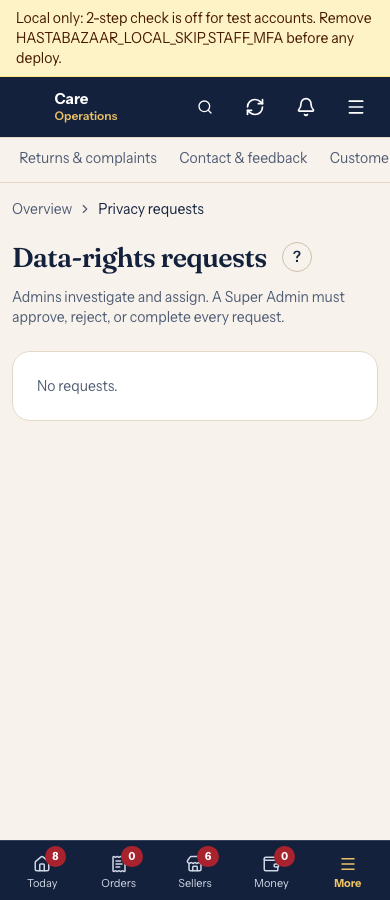 Local only: 2-step check is off for test accounts. Remove
HASTABAZAAR_LOCAL_SKIP_STAFF_MFA before any
deploy.
Care
Operations
Returns & complaints
Contact & feedback
Custome
Overview > Privacy requests
Data-rights requests
?
Admins investigate and assign. A Super Admin must
approve, reject, or complete every request.
No requests.
8
0
6
0
Today
Orders
Sellers
Money
More